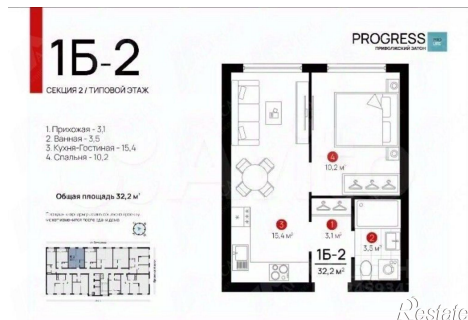 PROGRESS
ПРИВОЛЖСКИЙ ЗАТОН
1Б-2
СЕКЦИЯ 2 / ТИПОВОЙ ЭТАЖ
1. Прихожая - 3,1
2. Ванная - 3,5
3. Кухня-Гостиная - 15,4
4. Спальня - 10,2
Общая площадь 32,2 м²
4
10,2 м²
3
15,4 м²
1
3,1 м²
2
3,5 м²
1Б-2
32,2 м²
Restate